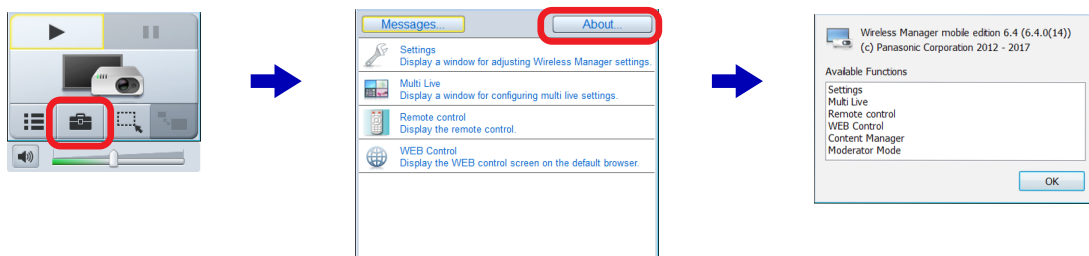 Messages...
About...
Settings
Display a window for adjusting Wireless Manager settings.
Multi Live
Display a window for configuring multi live settings.
Remote control
Display the remote control.
WEB Control
Display the WEB control screen on the default browser.
Wireless Manager mobile edition 6.4 (6.4.0(14))
(c) Panasonic Corporation 2012 - 2017
Available Functions
Settings
Multi Live
Remote control
WEB Control
Content Manager
Moderator Mode
OK